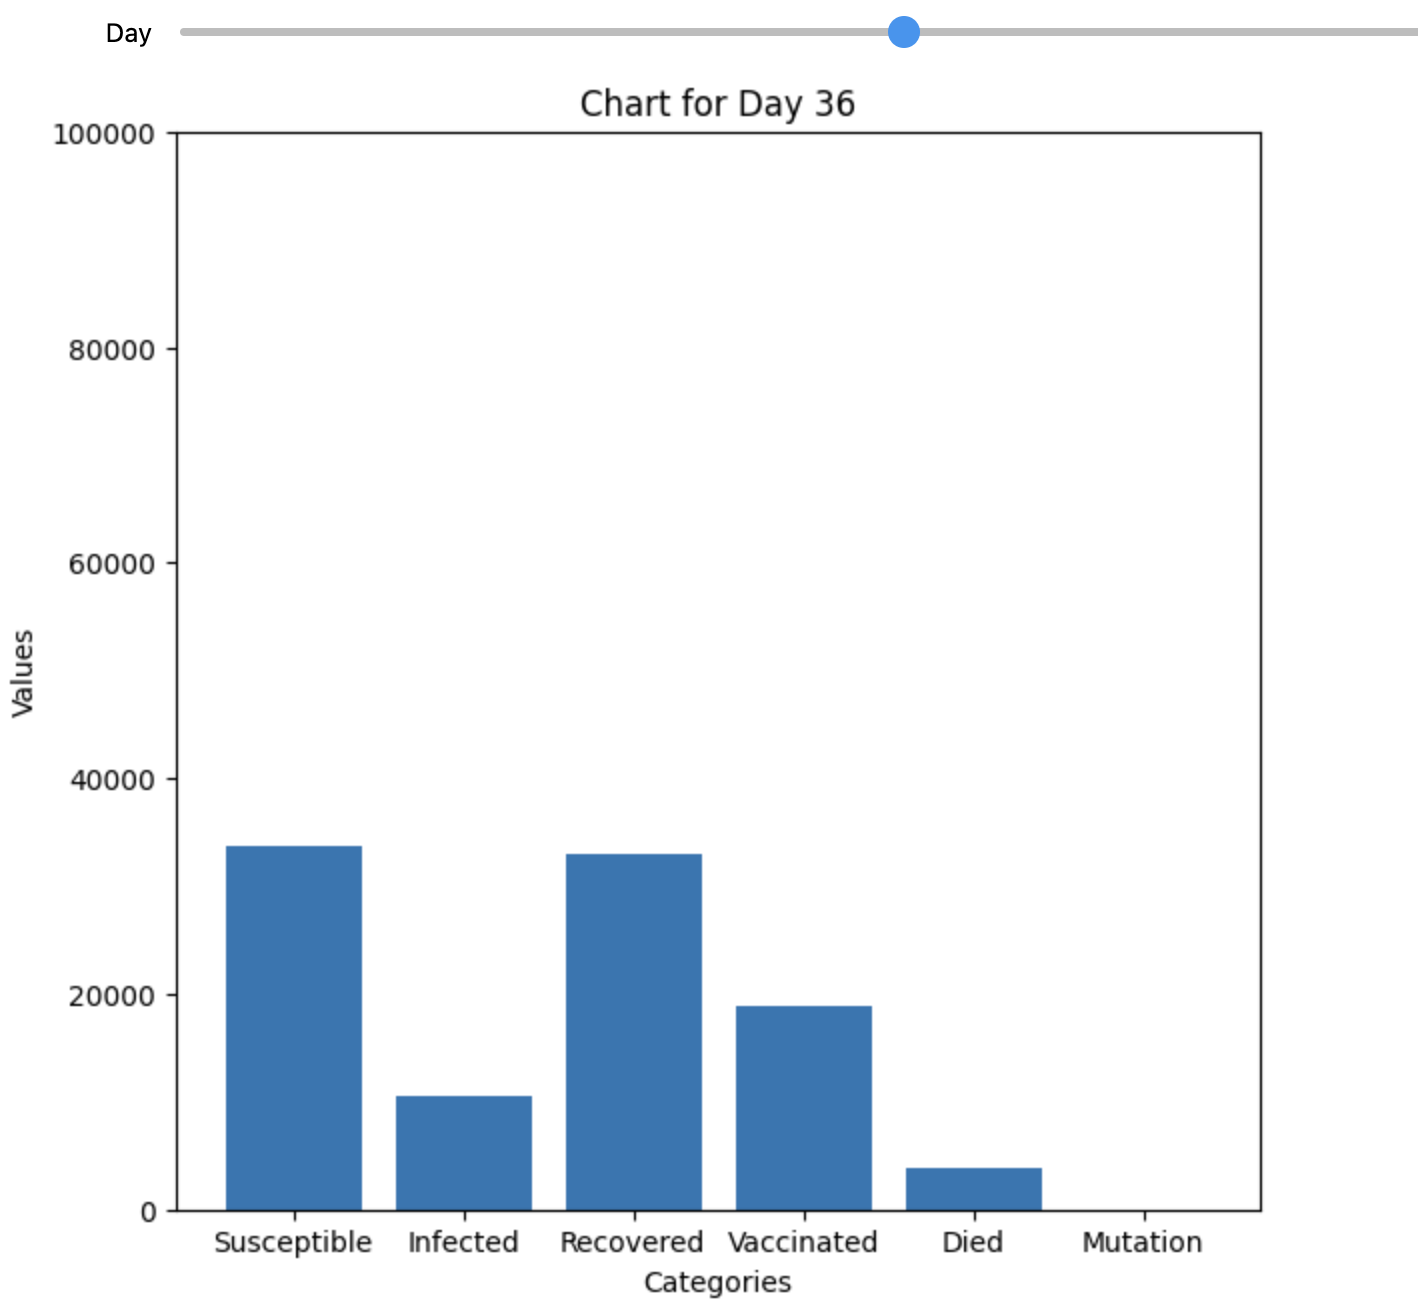 Day
Chart for Day 36
100000
80000
60000
40000
20000
0
Values
Susceptible Infected Recovered Vaccinated Died Mutation
Categories